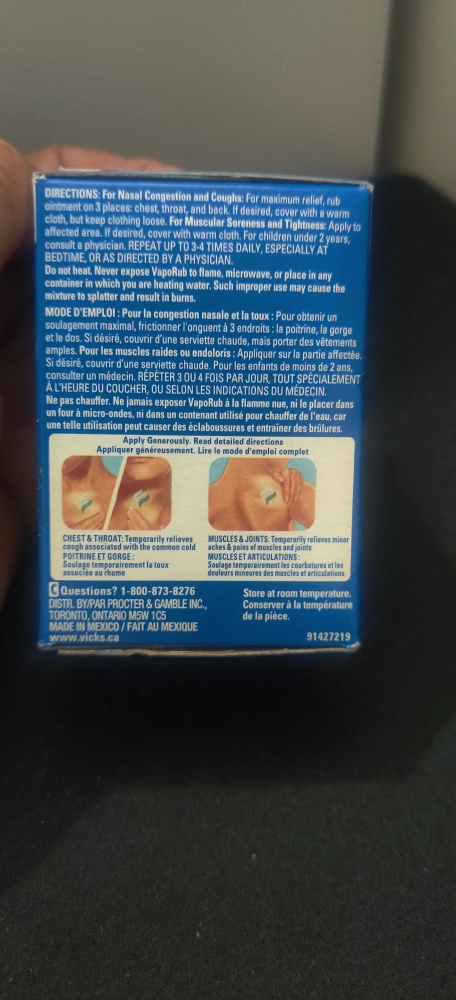 DIRECTIONS: For Nasal Congestion and Coughs: For maximum relief, rub
ointment on 3 places: chest, throat, and back. If desired, cover with a warm
cloth, but keep clothing loose. For Muscular Soreness and Tightness: Apply to
affected area. If desired, cover with warm cloth. For children under 2 years,
consult a physician. REPEAT UP TO 3-4 TIMES DAILY, ESPECIALLY AT
BEDTIME, OR AS DIRECTED BY A PHYSICIAN.
Do not heat. Never expose VapoRub to flame, microwave, or place in any
container in which you are heating water. Such improper use may cause the
mixture to splatter and result in burns.
MODE D'EMPLOI : Pour la congestion nasale et la toux : Pour obtenir un
soulagement maximal, frictionner l'onguent à 3 endroits : la poitrine, la gorge
et le dos. Si désiré, couvrir d'une serviette chaude, mais porter des vêtements
amples. Pour les muscles raides ou endoloris : Appliquer sur la partie affectée.
Si désiré, couvrir d'une serviette chaude. Pour les enfants de moins de 2 ans,
consulter un médecin. RÉPÉTER 3 OU 4 FOIS PAR JOUR, TOUT SPÉCIALEMENT
À L'HEURE DU COUCHER, OU SELON LES INDICATIONS DU MÉDECIN.
Ne pas chauffer. Ne jamais exposer VapoRub à la flamme nue, ni le placer dans
un four à micro-ondes, ni dans un contenant utilisé pour chauffer de l'eau, car
une telle utilisation peut causer des éclaboussures et entraîner des brûlures.
Apply Generously. Read detailed directions
Appliquer généreusement. Lire le mode d'emploi complet
CHEST & THROAT: Temporarily relieves
cough associated with the common cold
POITRINE ET GORGE :
Soulage temporairement la toux
associée au rhume
MUSCLES & JOINTS: Temporarily relieves minor
aches & pains of muscles and joints
MUSCLES ET ARTICULATIONS :
Soulage temporairement les courbatures et les
douleurs mineures des muscles et articulations
Questions? 1-800-873-8276
DISTR. BY/PAR PROCTER & GAMBLE INC.,
TORONTO, ONTARIO M5W 1C5
MADE IN MEXICO / FAIT AU MEXIQUE
www.vicks.ca
Store at room temperature.
Conserver à la température
de la pièce.
91427219